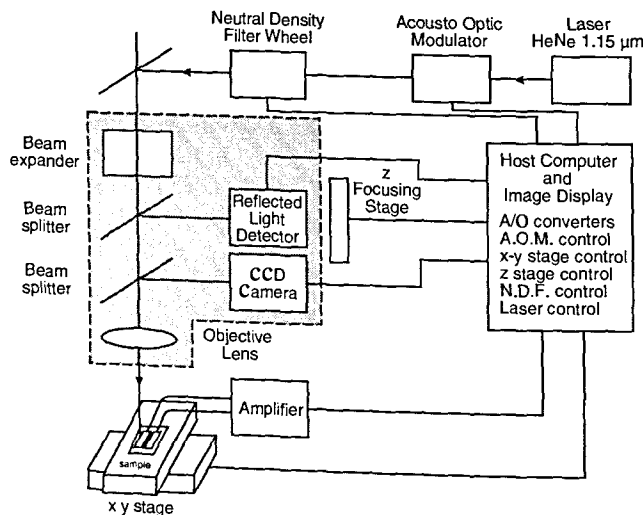 Neutral Density
Filter Wheel
Acousto Optic
Modulator
Laser
HeNe 1.15 μm
Beam
expander
Beam
splitter
Beam
splitter
Reflected
Light
Detector
CCD
Camera
Objective
Lens
z
Focusing
Stage
Host Computer
and
Image Display
A/O converters
A.O.M. control
x-y stage control
z stage control
N.D.F. control
Laser control
Amplifier
sample
x y stage